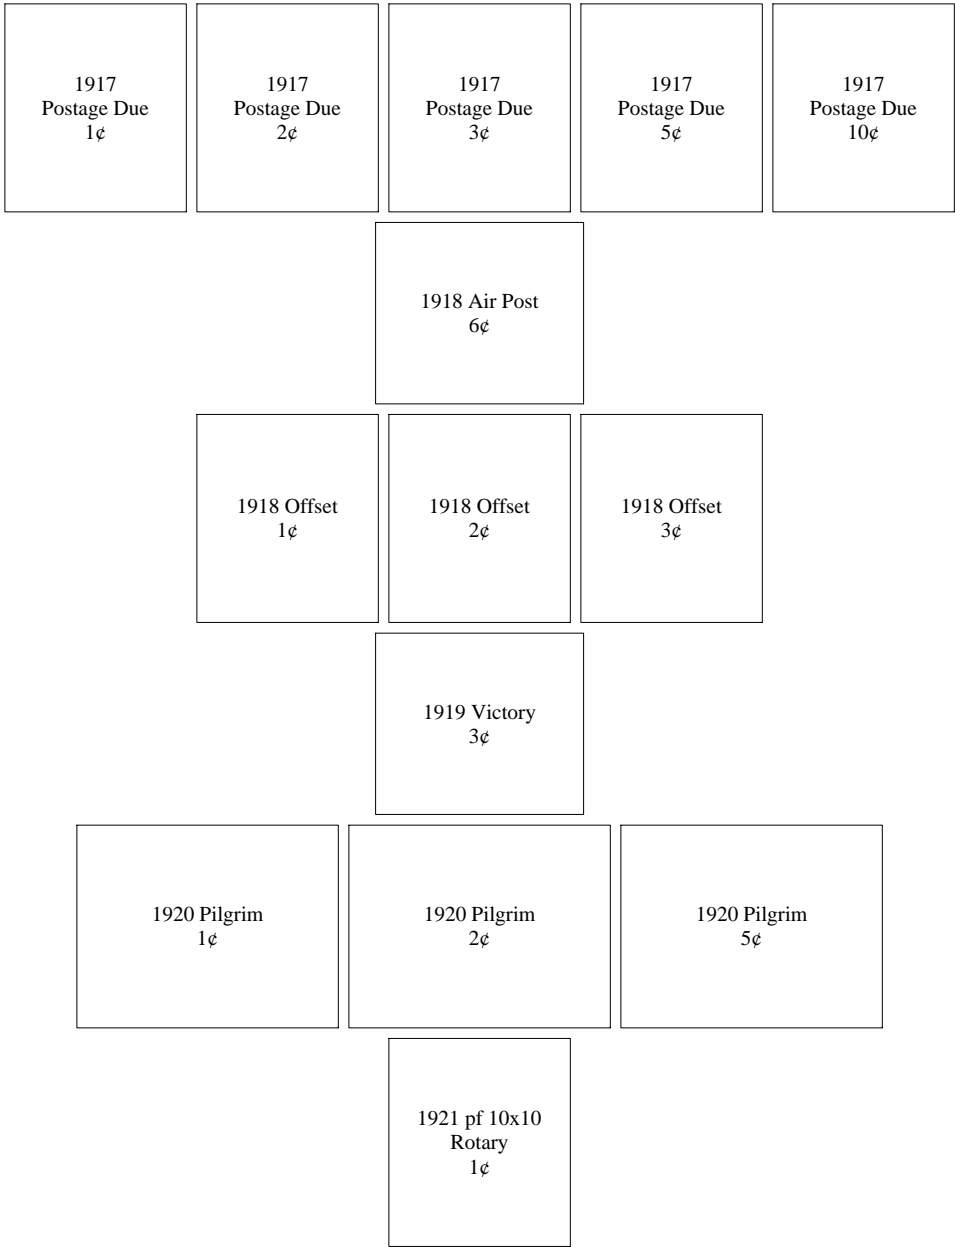 1917
Postage Due
1¢
1917
Postage Due
2¢
1917
Postage Due
3¢
1917
Postage Due
5¢
1917
Postage Due
10¢
1918 Air Post
6¢
1918 Offset
1¢
1918 Offset
2¢
1918 Offset
3¢
1919 Victory
3¢
1920 Pilgrim
1¢
1920 Pilgrim
2¢
1920 Pilgrim
5¢
1921 pf 10x10
Rotary
1¢